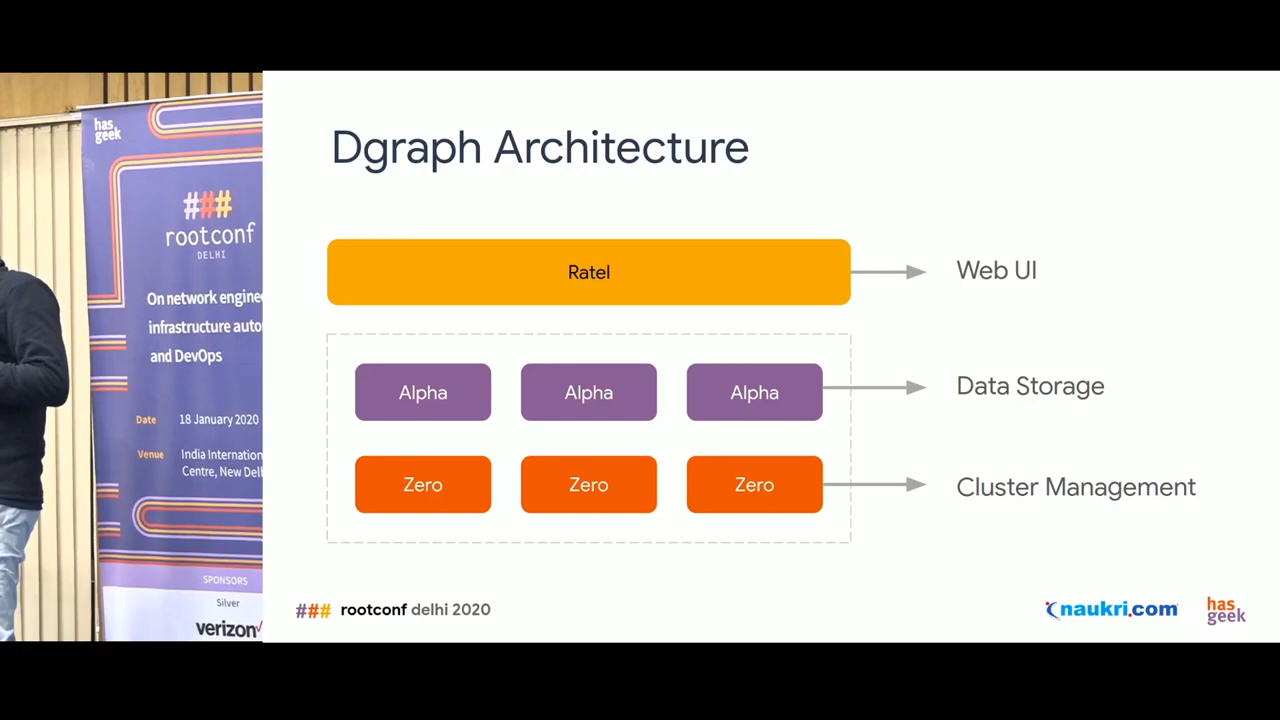 has
geek
###
rootconf
DELHI
On network enginee
infrastructure auto
and DevOps
Date 18 January 2020
Venue India Internation
Centre, New Delh
SPONSORS
Silver
verizon✓
Dgraph Architecture
Ratel
Web UI
Alpha Alpha Alpha
Data Storage
Zero Zero Zero
Cluster Management
### rootconf delhi 2020
naukri.com
has
geek